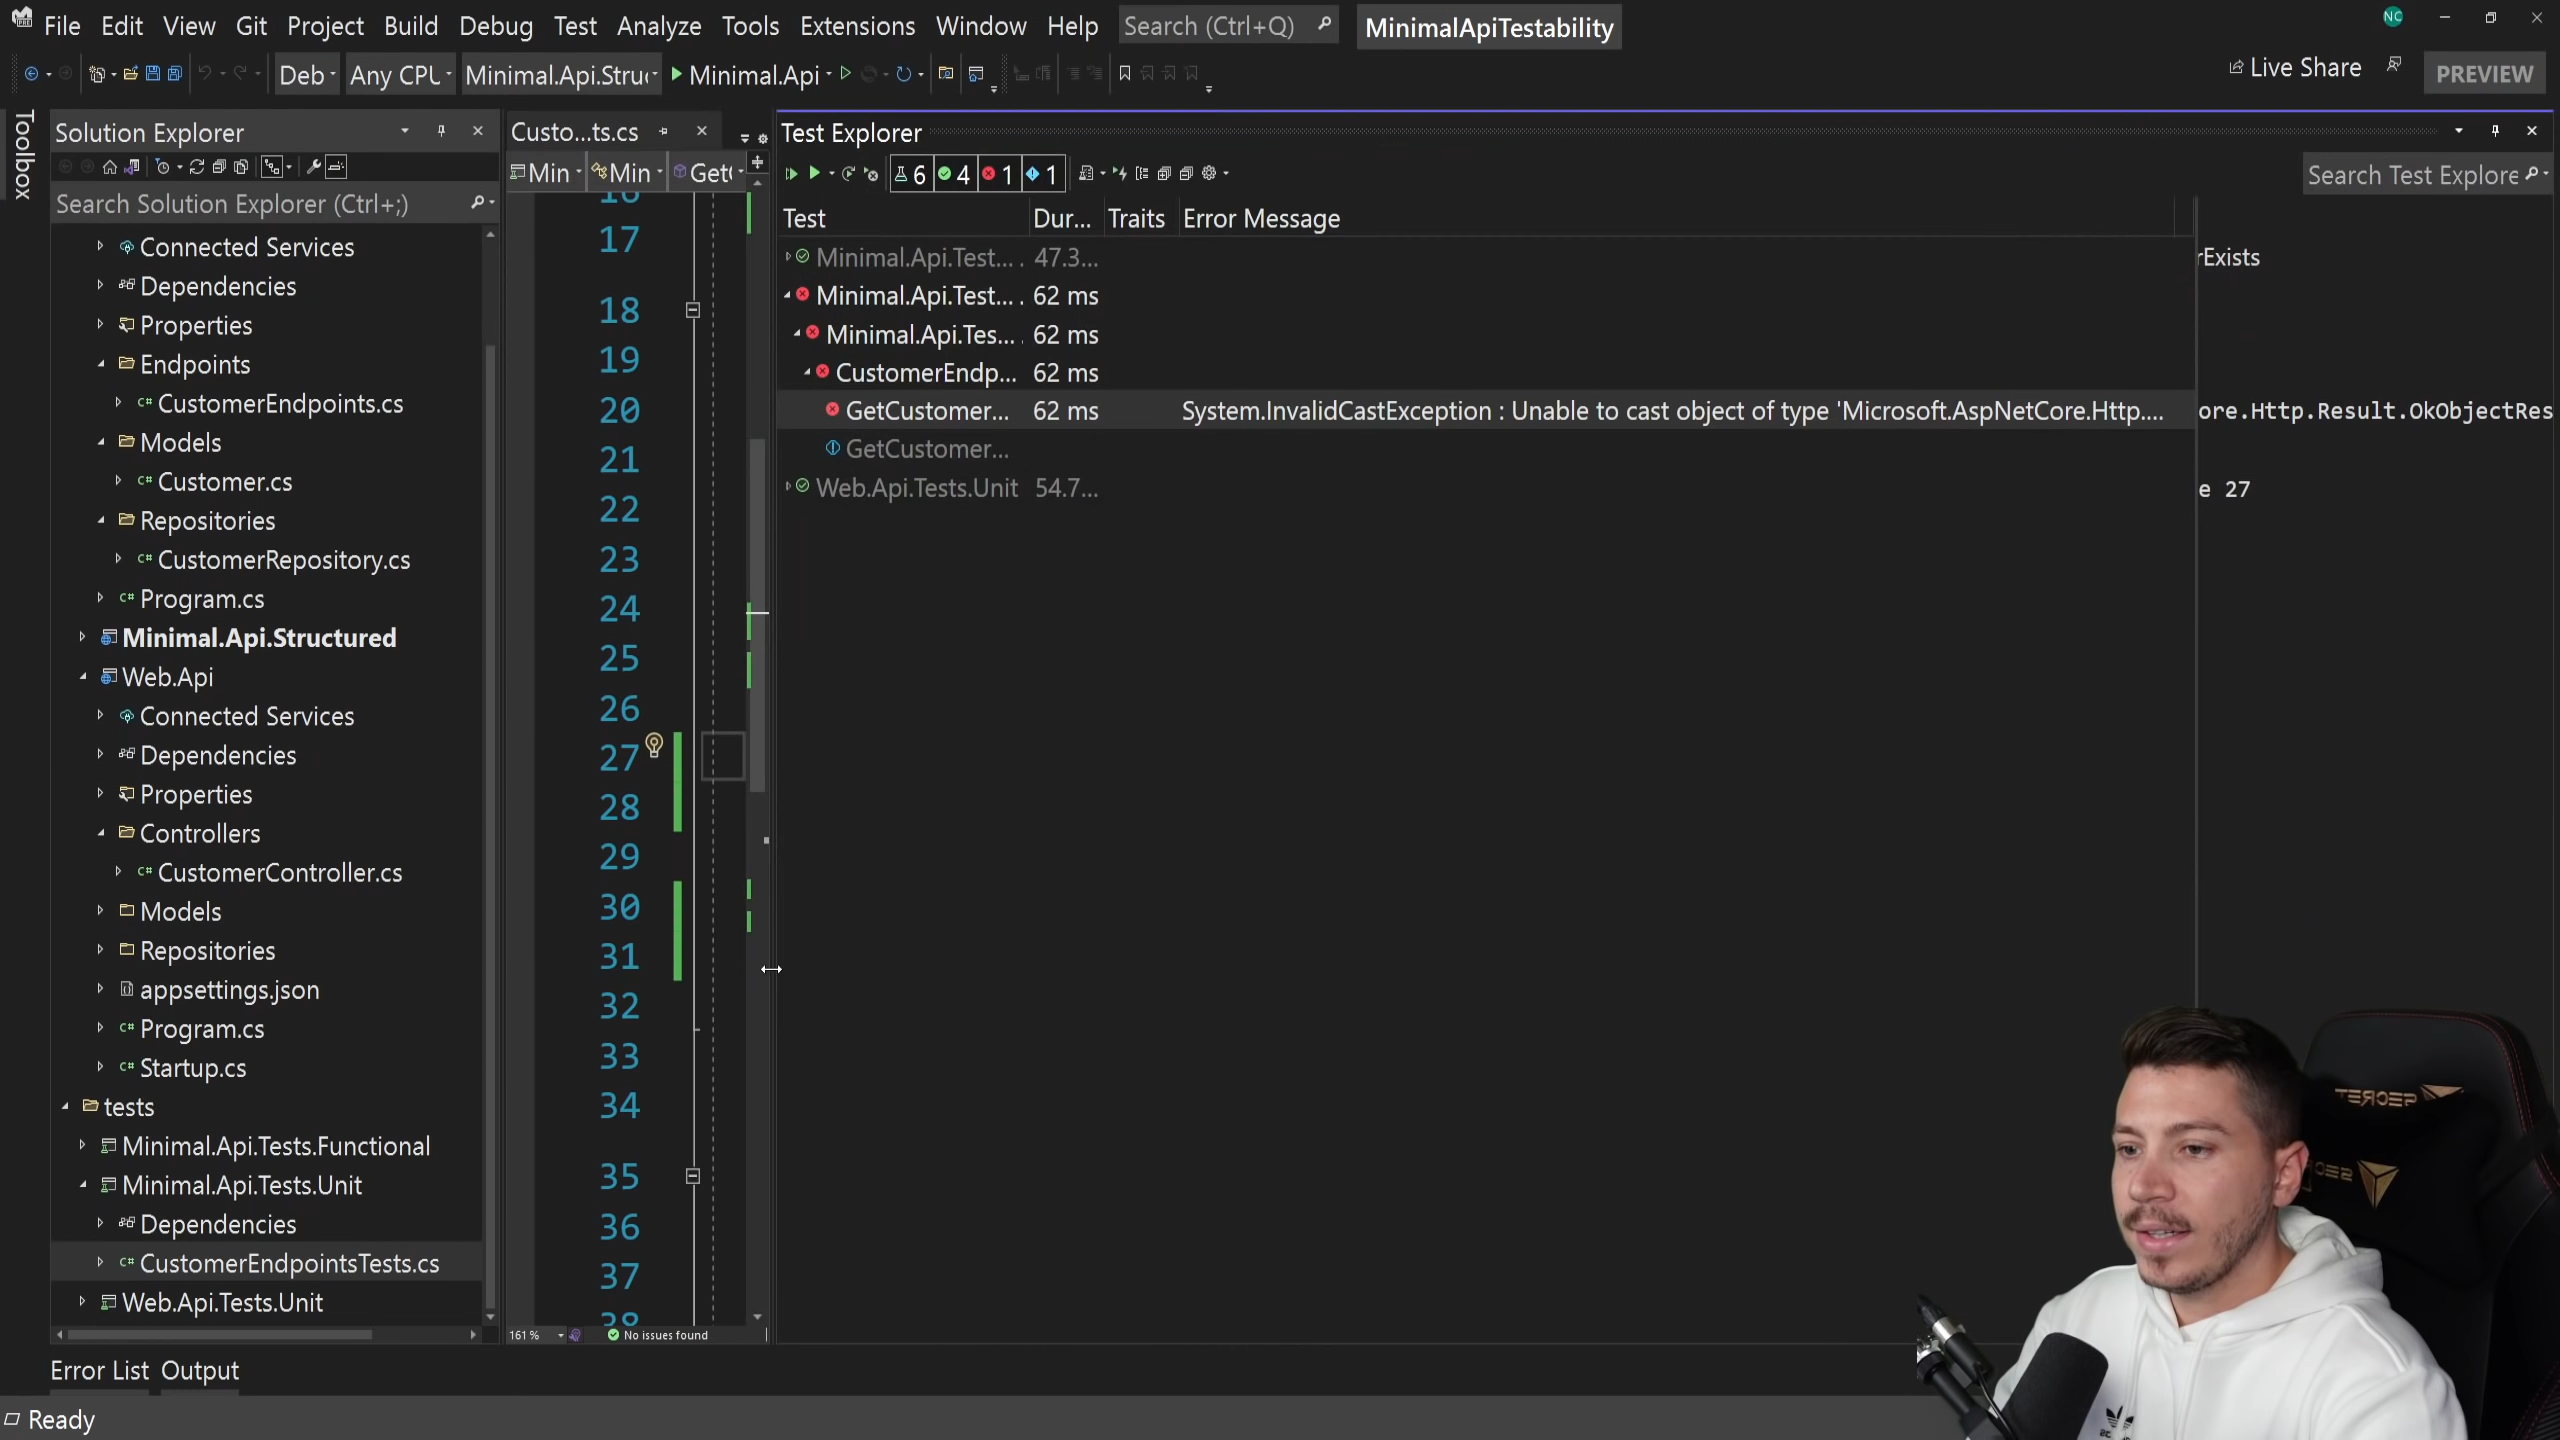 File Edit View Git Project Build Debug Test Analyze Tools Extensions Window Help Search (Ctrl+Q) MinimalApiTestability NC
Deb Any CPU Minimal.Api.Struc Minimal.Api Live Share PREVIEW
Toolbox
Solution Explorer
Search Solution Explorer (Ctrl+;)
Connected Services
Dependencies
Properties
Endpoints
CustomerEndpoints.cs
Models
Customer.cs
Repositories
CustomerRepository.cs
Program.cs
Minimal.Api.Structured
Web.Api
Connected Services
Dependencies
Properties
Controllers
CustomerController.cs
Models
Repositories
appsettings.json
Program.cs
Startup.cs
tests
Minimal.Api.Tests.Functional
Minimal.Api.Tests.Unit
Dependencies
CustomerEndpointsTests.cs
Web.Api.Tests.Unit
Custo...ts.cs
Min Min Get(
16
17
18
19
20
21
22
23
24
25
26
27
28
29
30
31
32
33
34
35
36
37
38
161 % No issues found
Test Explorer
6 4 1 1 Search Test Explore
Test Dur... Traits Error Message
Minimal.Api.Test... . 47.3...
Minimal.Api.Test... . 62 ms
Minimal.Api.Tes... . 62 ms
CustomerEndp... 62 ms
GetCustomer... 62 ms System.InvalidCastException : Unable to cast object of type 'Microsoft.AspNetCore.Http....
GetCustomer...
Web.Api.Tests.Unit 54.7...
rExists
ore.Http.Result.OkObjectRes
e 27
Error List Output
Ready
SECRET